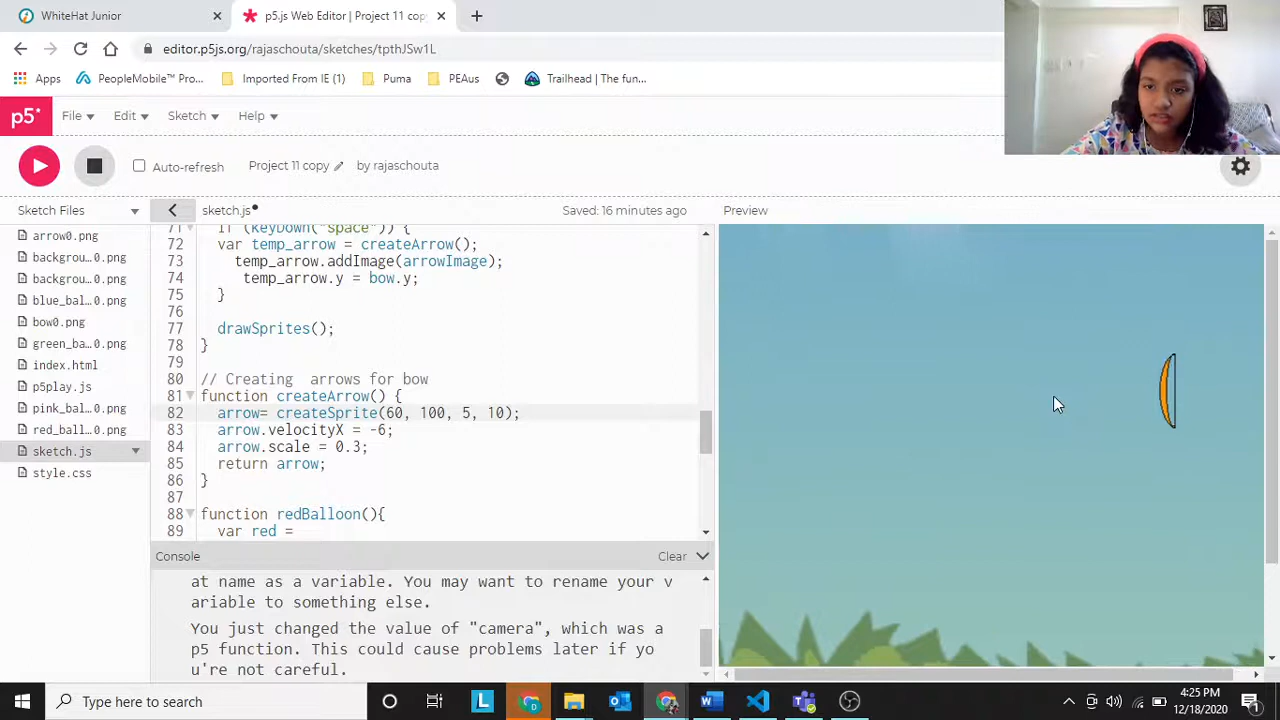 WhiteHat Junior
p5.js Web Editor | Project 11 cop
editor.p5js.org/rajaschouta/sketches/tpthJSw1L
Apps
PeopleMobile™ Pro...
Imported From IE (1)
Puma
PEAus
Trailhead | The fun...
p5*
File
Edit
Sketch
Help
Auto-refresh
Project 11 copy
by rajaschouta
Sketch Files
sketch.js
Saved: 16 minutes ago
Preview
arrow0.png
backgrou…0.png
backgrou…0.png
blue_bal…0.png
bow0.png
green_ba…0.png
index.html
p5play.js
pink_bal…0.png
red_ball…0.png
sketch.js
style.css
71 if (keyDown("space")) {
72 var temp_arrow = createArrow();
73 temp_arrow.addImage(arrowImage);
74 temp_arrow.y = bow.y;
75 }
76
77 drawSprites();
78 }
79
80 // Creating  arrows for bow
81 function createArrow() {
82 arrow= createSprite(60, 100, 5, 10);
83 arrow.velocityX = -6;
84 arrow.scale = 0.3;
85 return arrow;
86 }
87
88 function redBalloon(){
89 var red =
Console
Clear
at name as a variable. You may want to rename your v
ariable to something else.
You just changed the value of "camera", which was a
p5 function. This could cause problems later if yo
u're not careful.
Type here to search
4:25 PM
12/18/2020